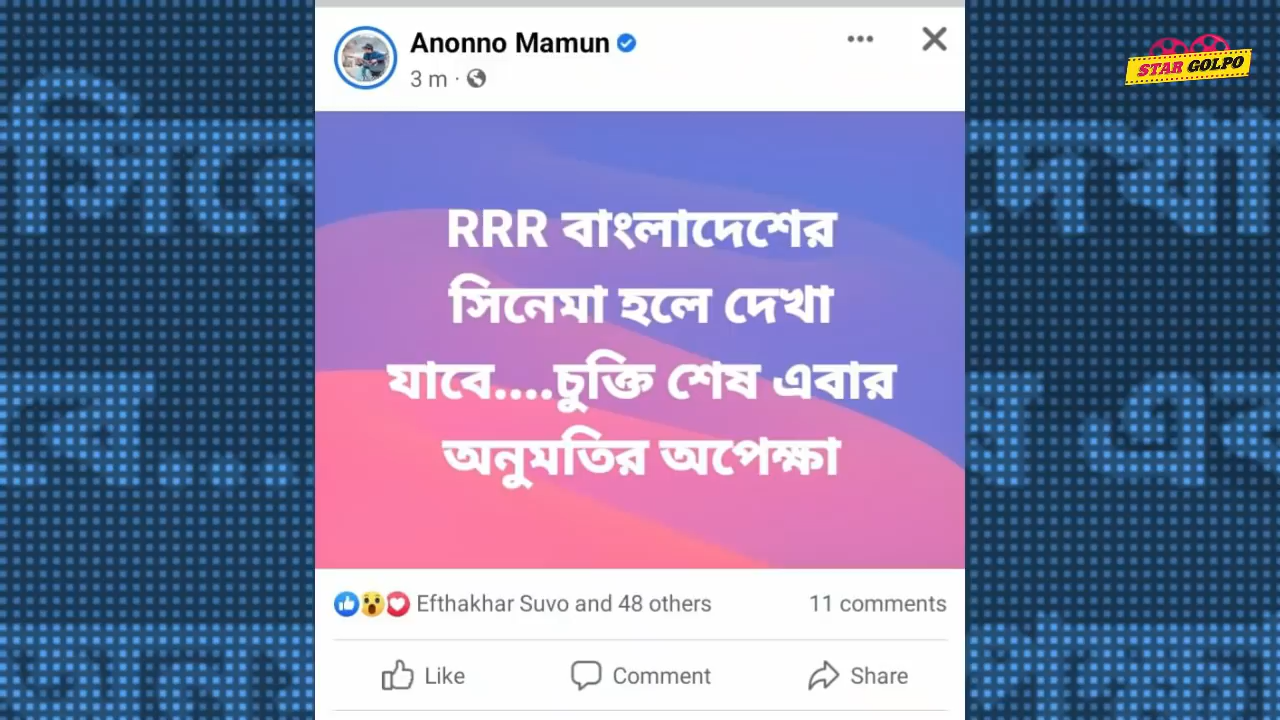 Anonno Mamun
3 m ·
STAR GOLPO
RRR বাংলাদেশের
সিনেমা হলে দেখা
যাবে....চুক্তি শেষ এবার
অনুমতির অপেক্ষা
Efthakhar Suvo and 48 others
11 comments
Like
Comment
Share